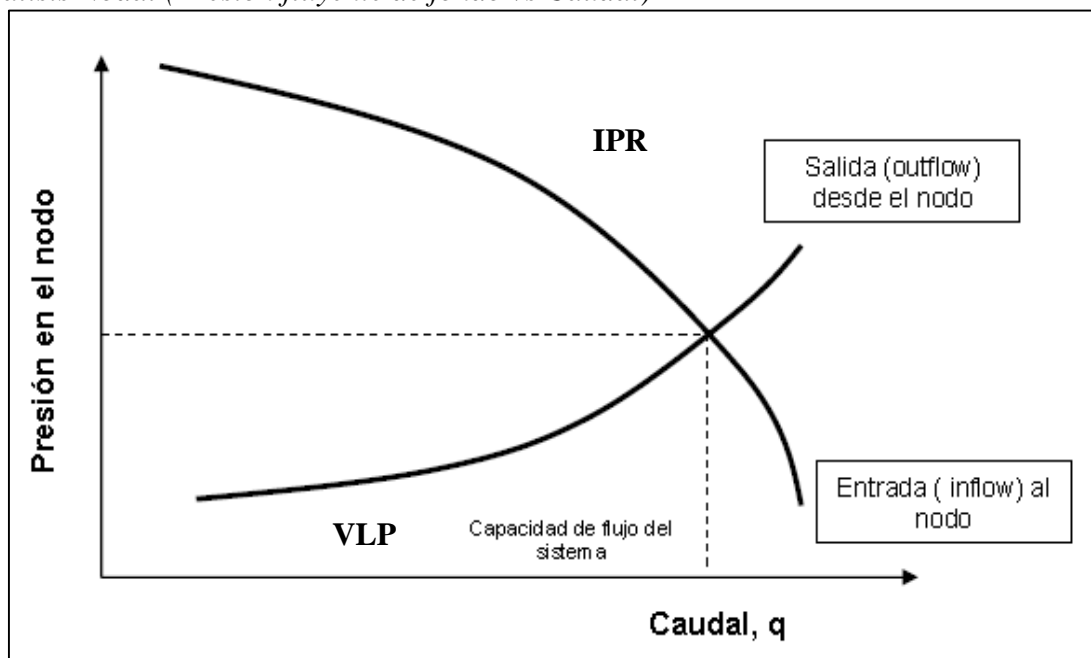 IPR
Salida (outflow)
desde el nodo
Presión en el nodo
Entrada ( inflow) al
nodo
VLP
Capacidad de flujo del
sistema
Caudal, q